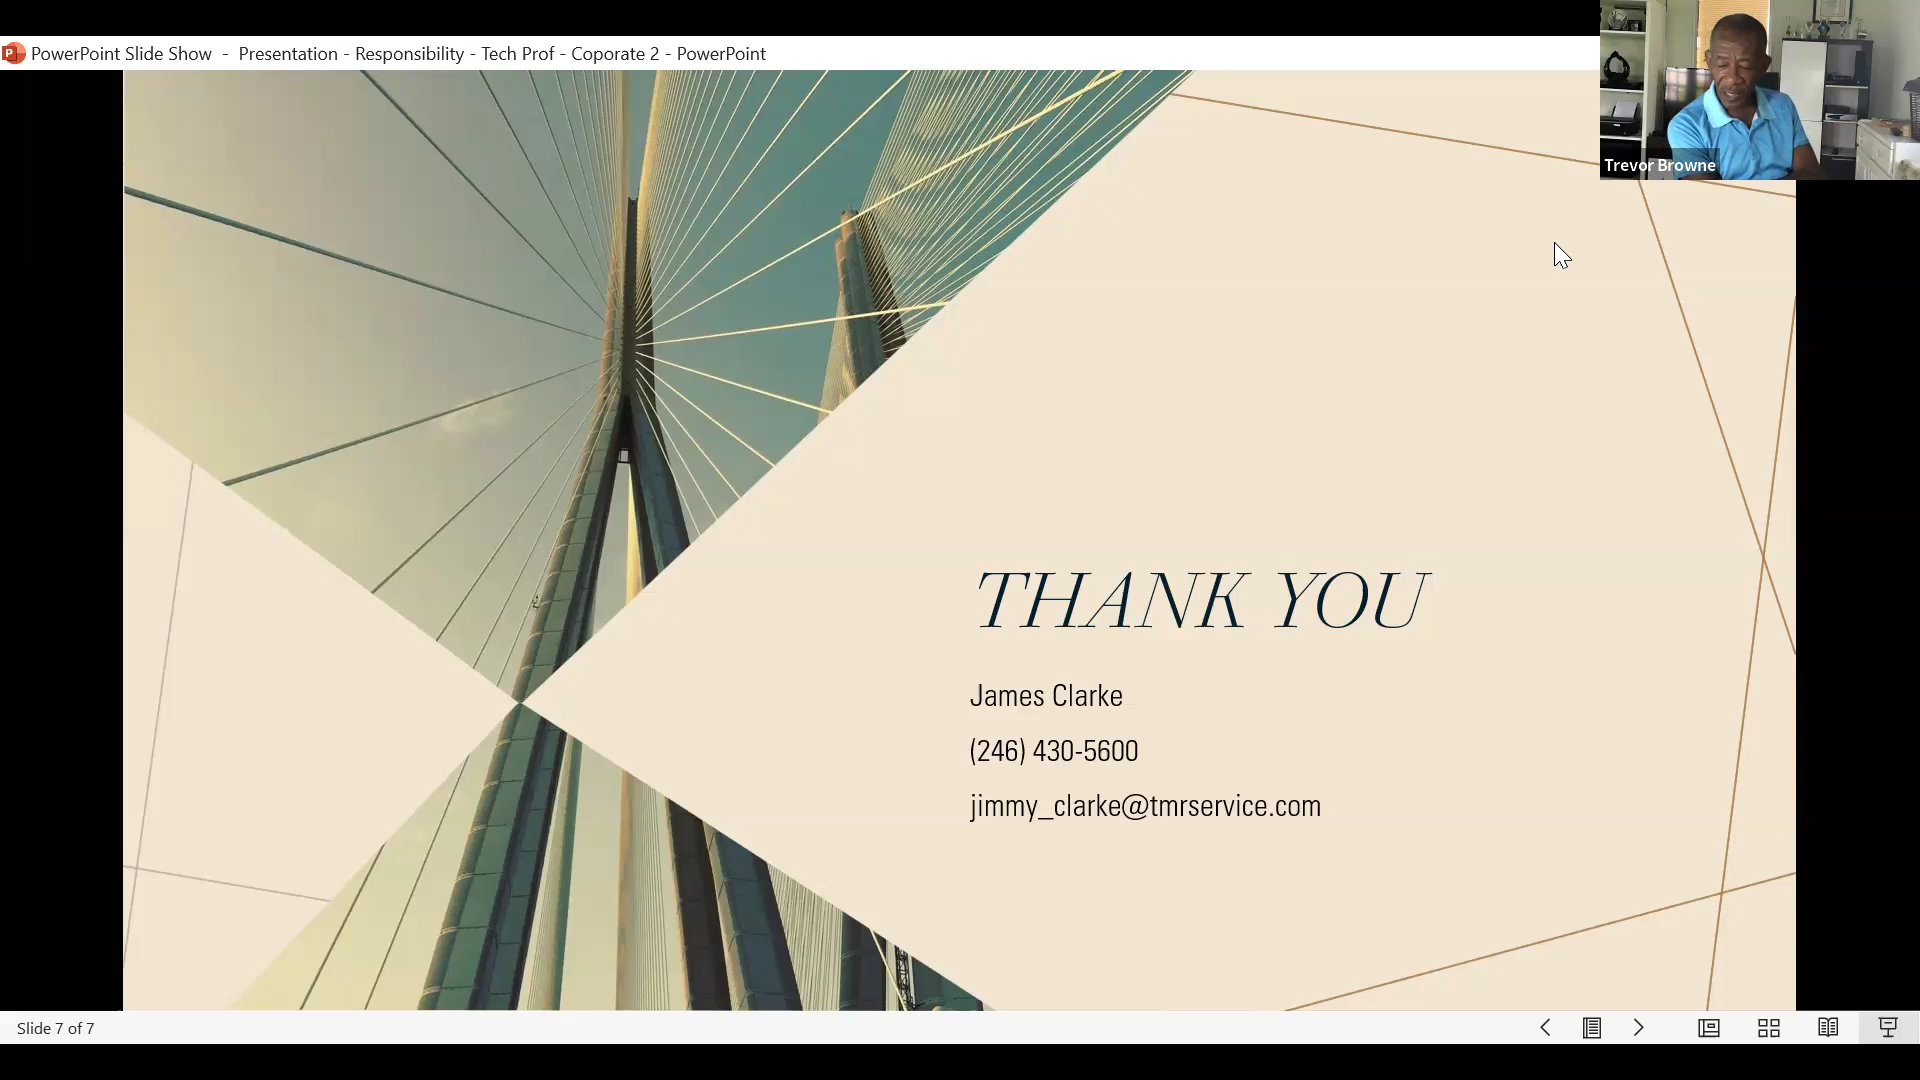 PowerPoint Slide Show - Presentation - Responsibility - Tech Prof - Coporate 2 - PowerPoint
Trevor Browne
THANK YOU
James Clarke
(246) 430-5600
jimmy_clarke@tmrservice.com
Slide 7 of 7